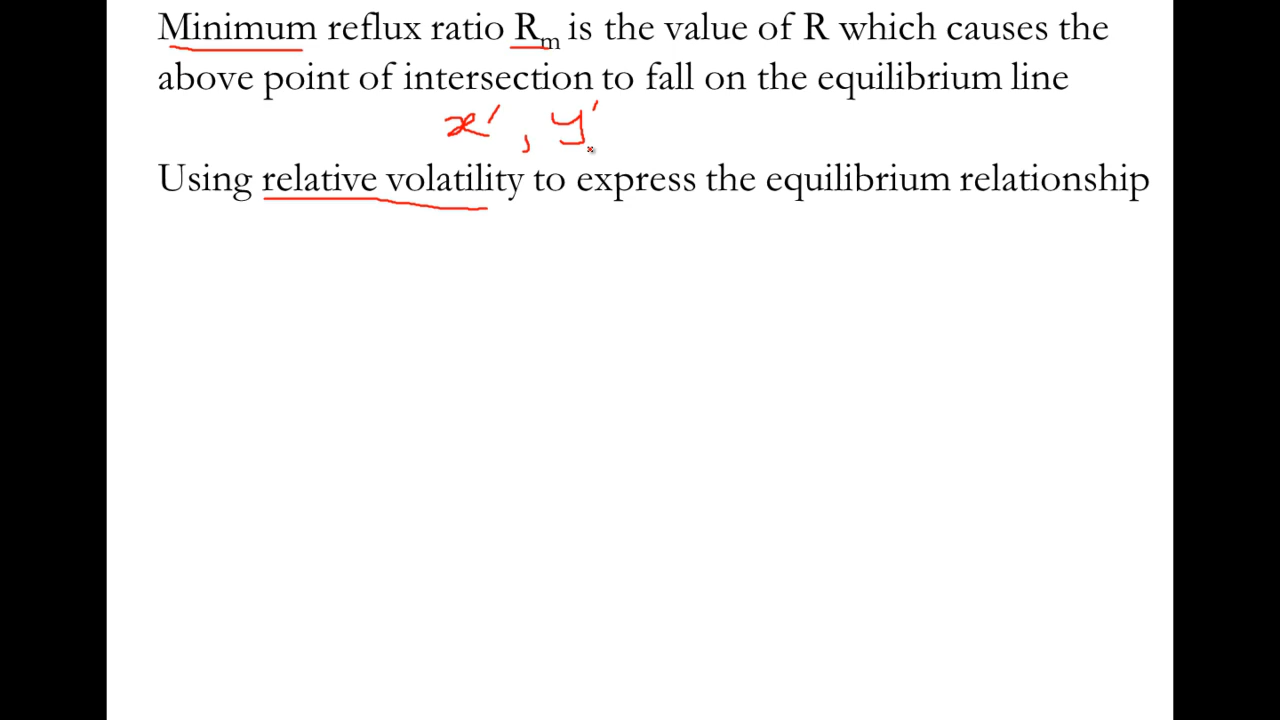 Minimum reflux ratio Rm is the value of R which causes the
above point of intersection to fall on the equilibrium line
x' , y'
Using relative volatility to express the equilibrium relationship